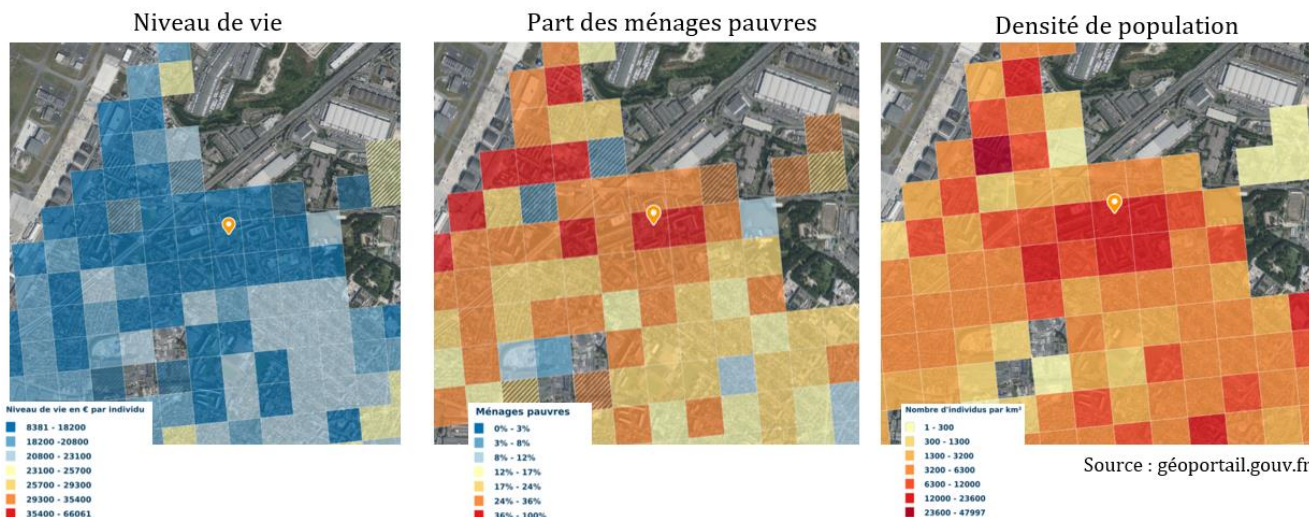 Niveau de vie
Part des ménages pauvres
Densité de population
Niveau de vie en € par individu
8381 - 18200
18200 -20800
20800 - 23100
23100 - 25700
25700 - 29300
29300 - 35400
35400 - 66061
Ménages pauvres
0% - 3%
3% - 8%
8% - 12%
12% - 17%
17% - 24%
24% - 36%
36% - 100%
Nombre d'individus par km²
1 - 300
300 - 1300
1300 - 3200
3200 - 6300
6300 - 12000
12000 - 23600
23600 - 47997
Source : géoportail.gouv.fr